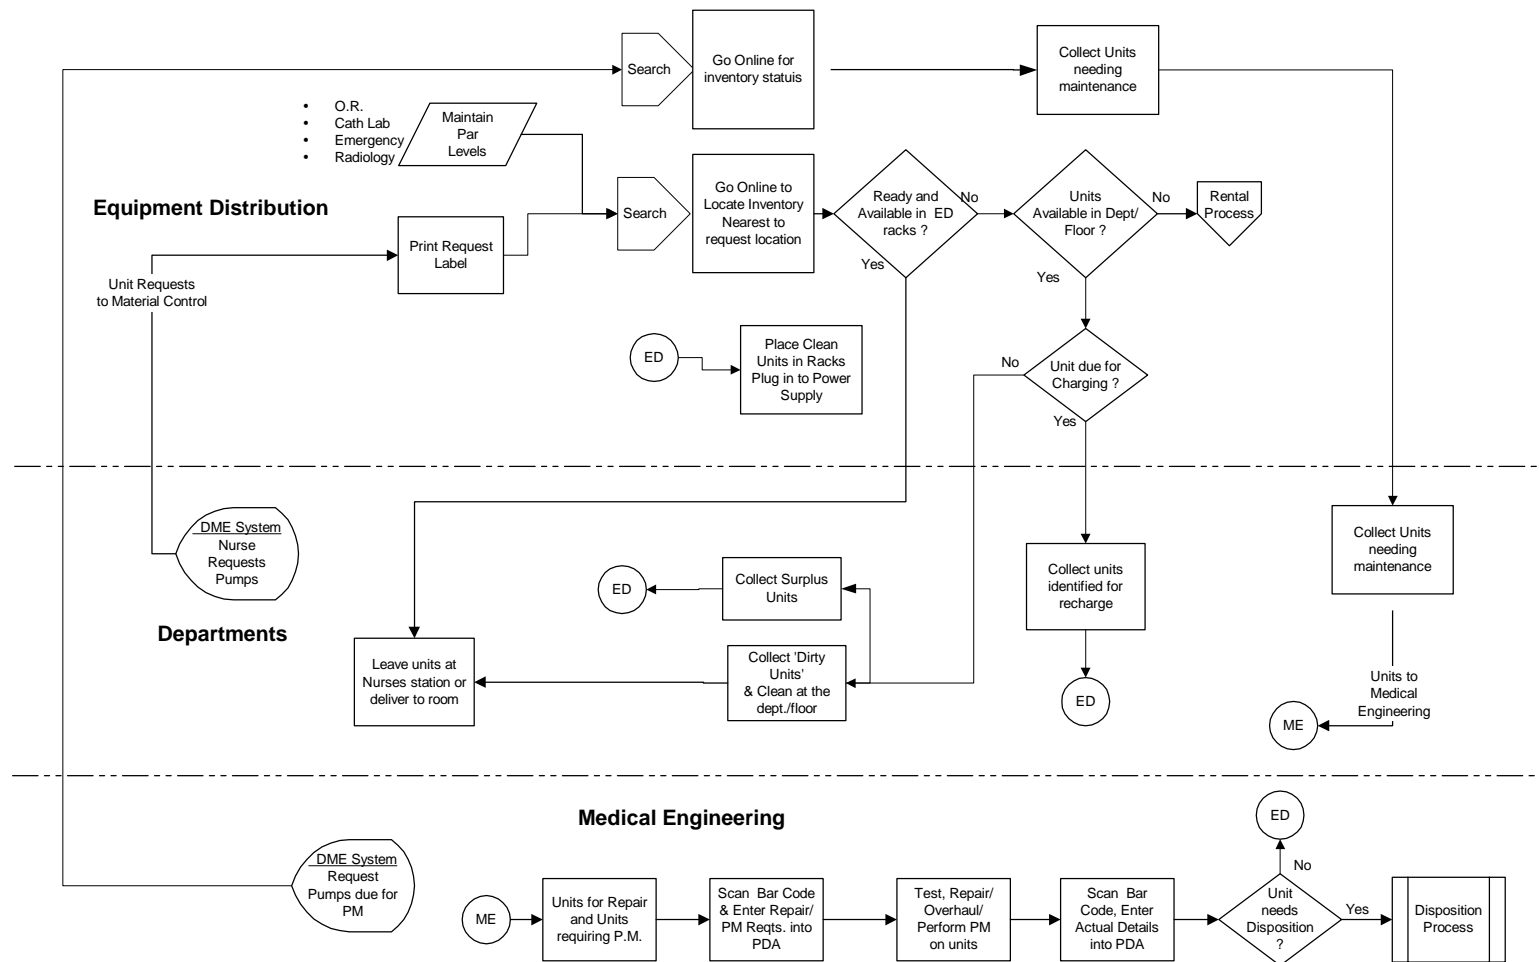 Search
Go Online for
inventory statuis
Collect Units
needing
maintenance
• O.R.
• Cath Lab
• Emergency
• Radiology
Maintain
Par
Levels
Equipment Distribution
Print Request
Label
Search
Go Online to
Locate Inventory
Nearest to
request location
Ready and
Available in ED
racks ?
No
Yes
Units
Available in Dept/
Floor ?
No
Yes
Rental
Process
Unit Requests
to Material Control
ED
Place Clean
Units in Racks
Plug in to Power
Supply
No
Unit due for
Charging ?
Yes
DME System
Nurse
Requests
Pumps
Departments
ED
Collect Surplus
Units
Collect units
identified for
recharge
Collect Units
needing
maintenance
Leave units at
Nurses station or
deliver to room
Collect 'Dirty
Units'
& Clean at the
dept./floor
ED
Units to
Medical
Engineering
ME
Medical Engineering
DME System
Request
Pumps due for
PM
ME
Units for Repair
and Units
requiring P.M.
Scan Bar Code
& Enter Repair/
PM Reqts. into
PDA
Test, Repair/
Overhaul/
Perform PM
on units
Scan Bar
Code, Enter
Actual Details
into PDA
ED
No
Unit
needs
Disposition
?
Yes
Disposition
Process